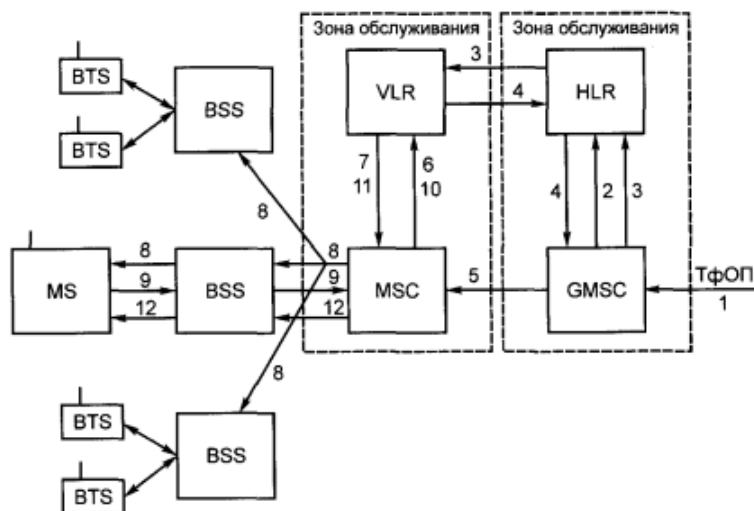 Зона обслуживания
Зона обслуживания
BTS
BTS
BSS
VLR
HLR
3
4
7
11
6
10
4
2
3
8
MS
8
9
12
BSS
8
9
12
MSC
5
GMSC
ТфОП
1
8
BTS
BTS
BSS